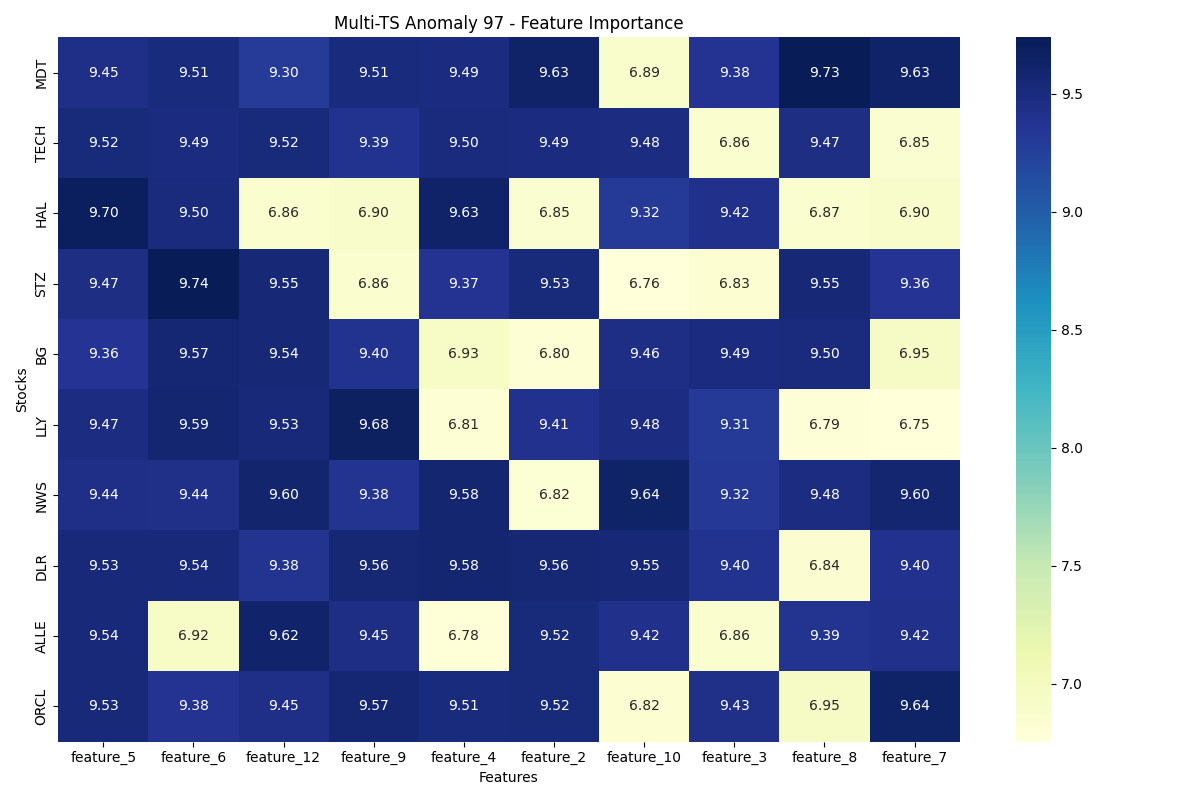 Multi-TS Anomaly 97 - Feature Importance
MDT 9.45 9.51 9.30 9.51 9.49 9.63 6.89 9.38 9.73 9.63
TECH 9.52 9.49 9.52 9.39 9.50 9.49 9.48 6.86 9.47 6.85
HAL 9.70 9.50 6.86 6.90 9.63 6.85 9.32 9.42 6.87 6.90
STZ 9.47 9.74 9.55 6.86 9.37 9.53 6.76 6.83 9.55 9.36
BG 9.36 9.57 9.54 9.40 6.93 6.80 9.46 9.49 9.50 6.95
LLY 9.47 9.59 9.53 9.68 6.81 9.41 9.48 9.31 6.79 6.75
NWS 9.44 9.44 9.60 9.38 9.58 6.82 9.64 9.32 9.48 9.60
DLR 9.53 9.54 9.38 9.56 9.58 9.56 9.55 9.40 6.84 9.40
ALLE 9.54 6.92 9.62 9.45 6.78 9.52 9.42 6.86 9.39 9.42
ORCL 9.53 9.38 9.45 9.57 9.51 9.52 6.82 9.43 6.95 9.64
feature_5 feature_6 feature_12 feature_9 feature_4 feature_2 feature_10 feature_3 feature_8 feature_7
Features
Stocks
9.5
9.0
8.5
8.0
7.5
7.0